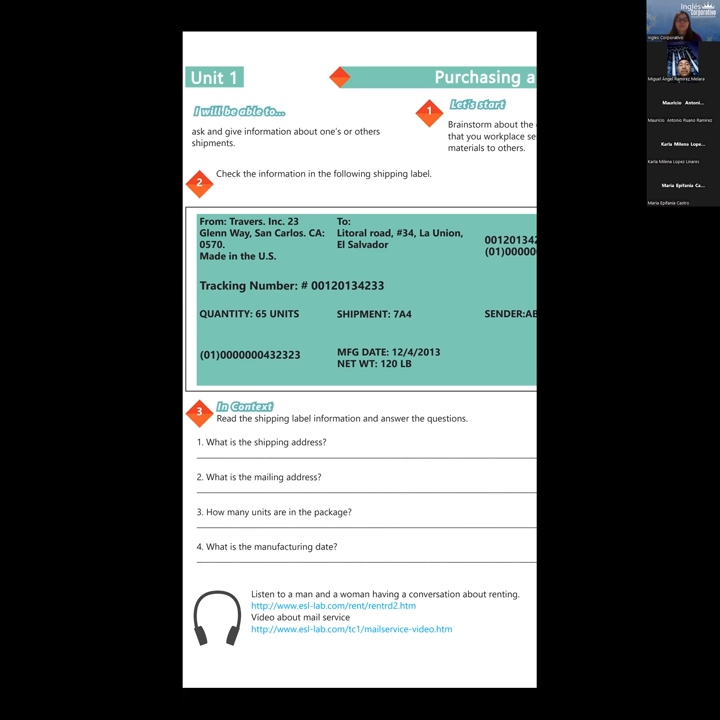 Unit 1
Purchasing a
I will be able to...
ask and give information about one's or others
shipments.
1
Let's start
Brainstorm about the
that you workplace se
materials to others.
2
Check the information in the following shipping label.
From: Travers. Inc. 23
Glenn Way, San Carlos. CA:
0570.
Made in the U.S.
To:
Litoral road, #34, La Union,
El Salvador
001201342
(01)00000
Tracking Number: # 00120134233
QUANTITY: 65 UNITS
SHIPMENT: 7A4
SENDER:AB
(01)0000000432323
MFG DATE: 12/4/2013
NET WT: 120 LB
3
In Context
Read the shipping label information and answer the questions.
1. What is the shipping address?
2. What is the mailing address?
3. How many units are in the package?
4. What is the manufacturing date?
Listen to a man and a woman having a conversation about renting.
http://www.esl-lab.com/rent/rentrd2.htm
Video about mail service
http://www.esl-lab.com/tc1/mailservice-video.htm
Inglés
Corporativo
Inglés Corporativo
Miguel Ángel Ramírez Melara
Mauricio Antoni...
Mauricio Antonio Ruano Ramirez
Karla Milena Lope...
Karla Milena Lopez Linares
Maria Epifania Ca...
Maria Epifania Castro